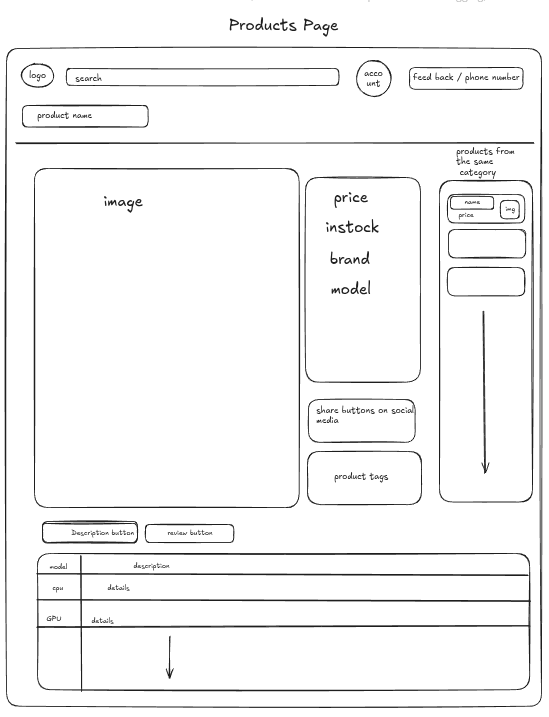 Products Page
logo
search
acco
unt
feed back / phone number
product name
products from
the same
category
image
price
instock
brand
model
name
price
img
share buttons on social
media
product tags
Description button
review button
model
description
cpu
details
GPU
details